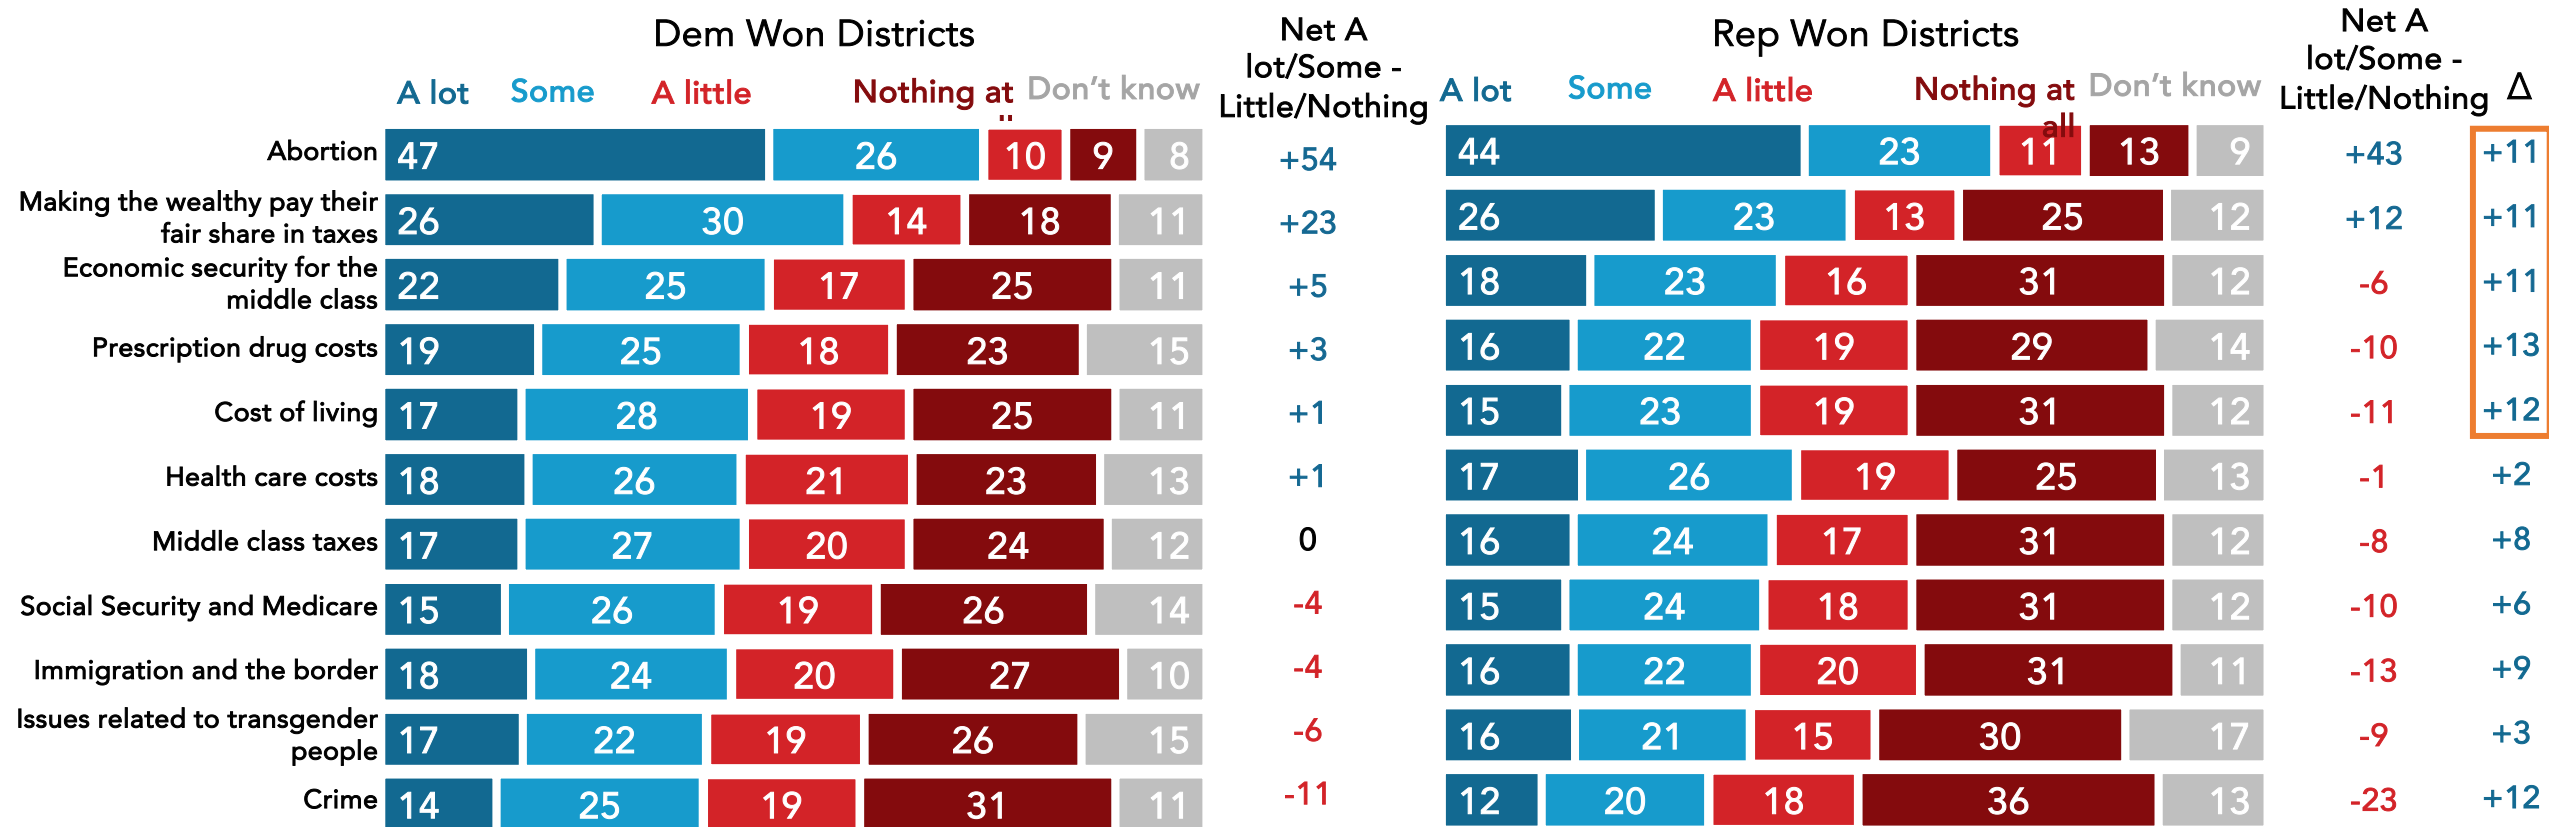 Dem Won Districts
Net A
lot/Some -
Little/Nothing
Rep Won Districts
Net A
lot/Some -
Little/Nothing
Δ
A lot Some A little Nothing at Don't know
A lot Some A little Nothing at all Don't know
Abortion 47 26 10 9 8 +54 44 23 11 13 9 +43 +11
Making the wealthy pay their
fair share in taxes 26 30 14 18 11 +23 26 23 13 25 12 +12 +11
Economic security for the
middle class 22 25 17 25 11 +5 18 23 16 31 12 -6 +11
Prescription drug costs 19 25 18 23 15 +3 16 22 19 29 14 -10 +13
Cost of living 17 28 19 25 11 +1 15 23 19 31 12 -11 +12
Health care costs 18 26 21 23 13 +1 17 26 19 25 13 -1 +2
Middle class taxes 17 27 20 24 12 0 16 24 17 31 12 -8 +8
Social Security and Medicare 15 26 19 26 14 -4 15 24 18 31 12 -10 +6
Immigration and the border 18 24 20 27 10 -4 16 22 20 31 11 -13 +9
Issues related to transgender
people 17 22 19 26 15 -6 16 21 15 30 17 -9 +3
Crime 14 25 19 31 11 -11 12 20 18 36 13 -23 +12